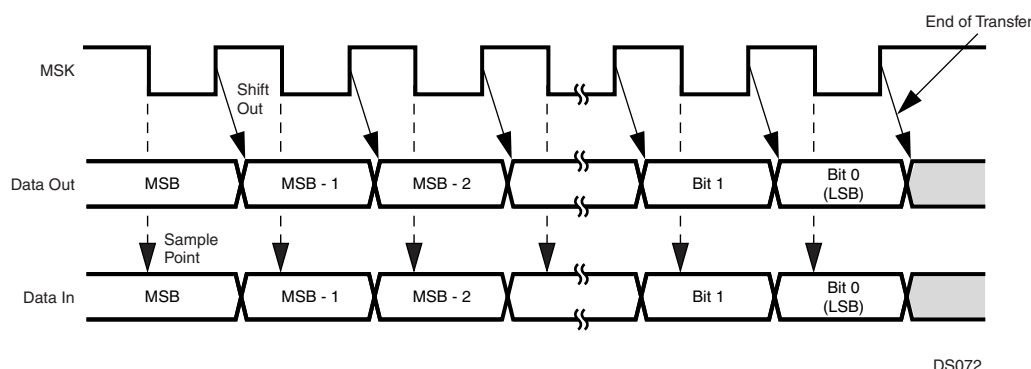 End of Transfer
MSK
Shift
Out
Data Out
MSB
MSB - 1
MSB - 2
Bit 1
Bit 0
(LSB)
Sample
Point
Data In
MSB
MSB - 1
MSB - 2
Bit 1
Bit 0
(LSB)
DS072